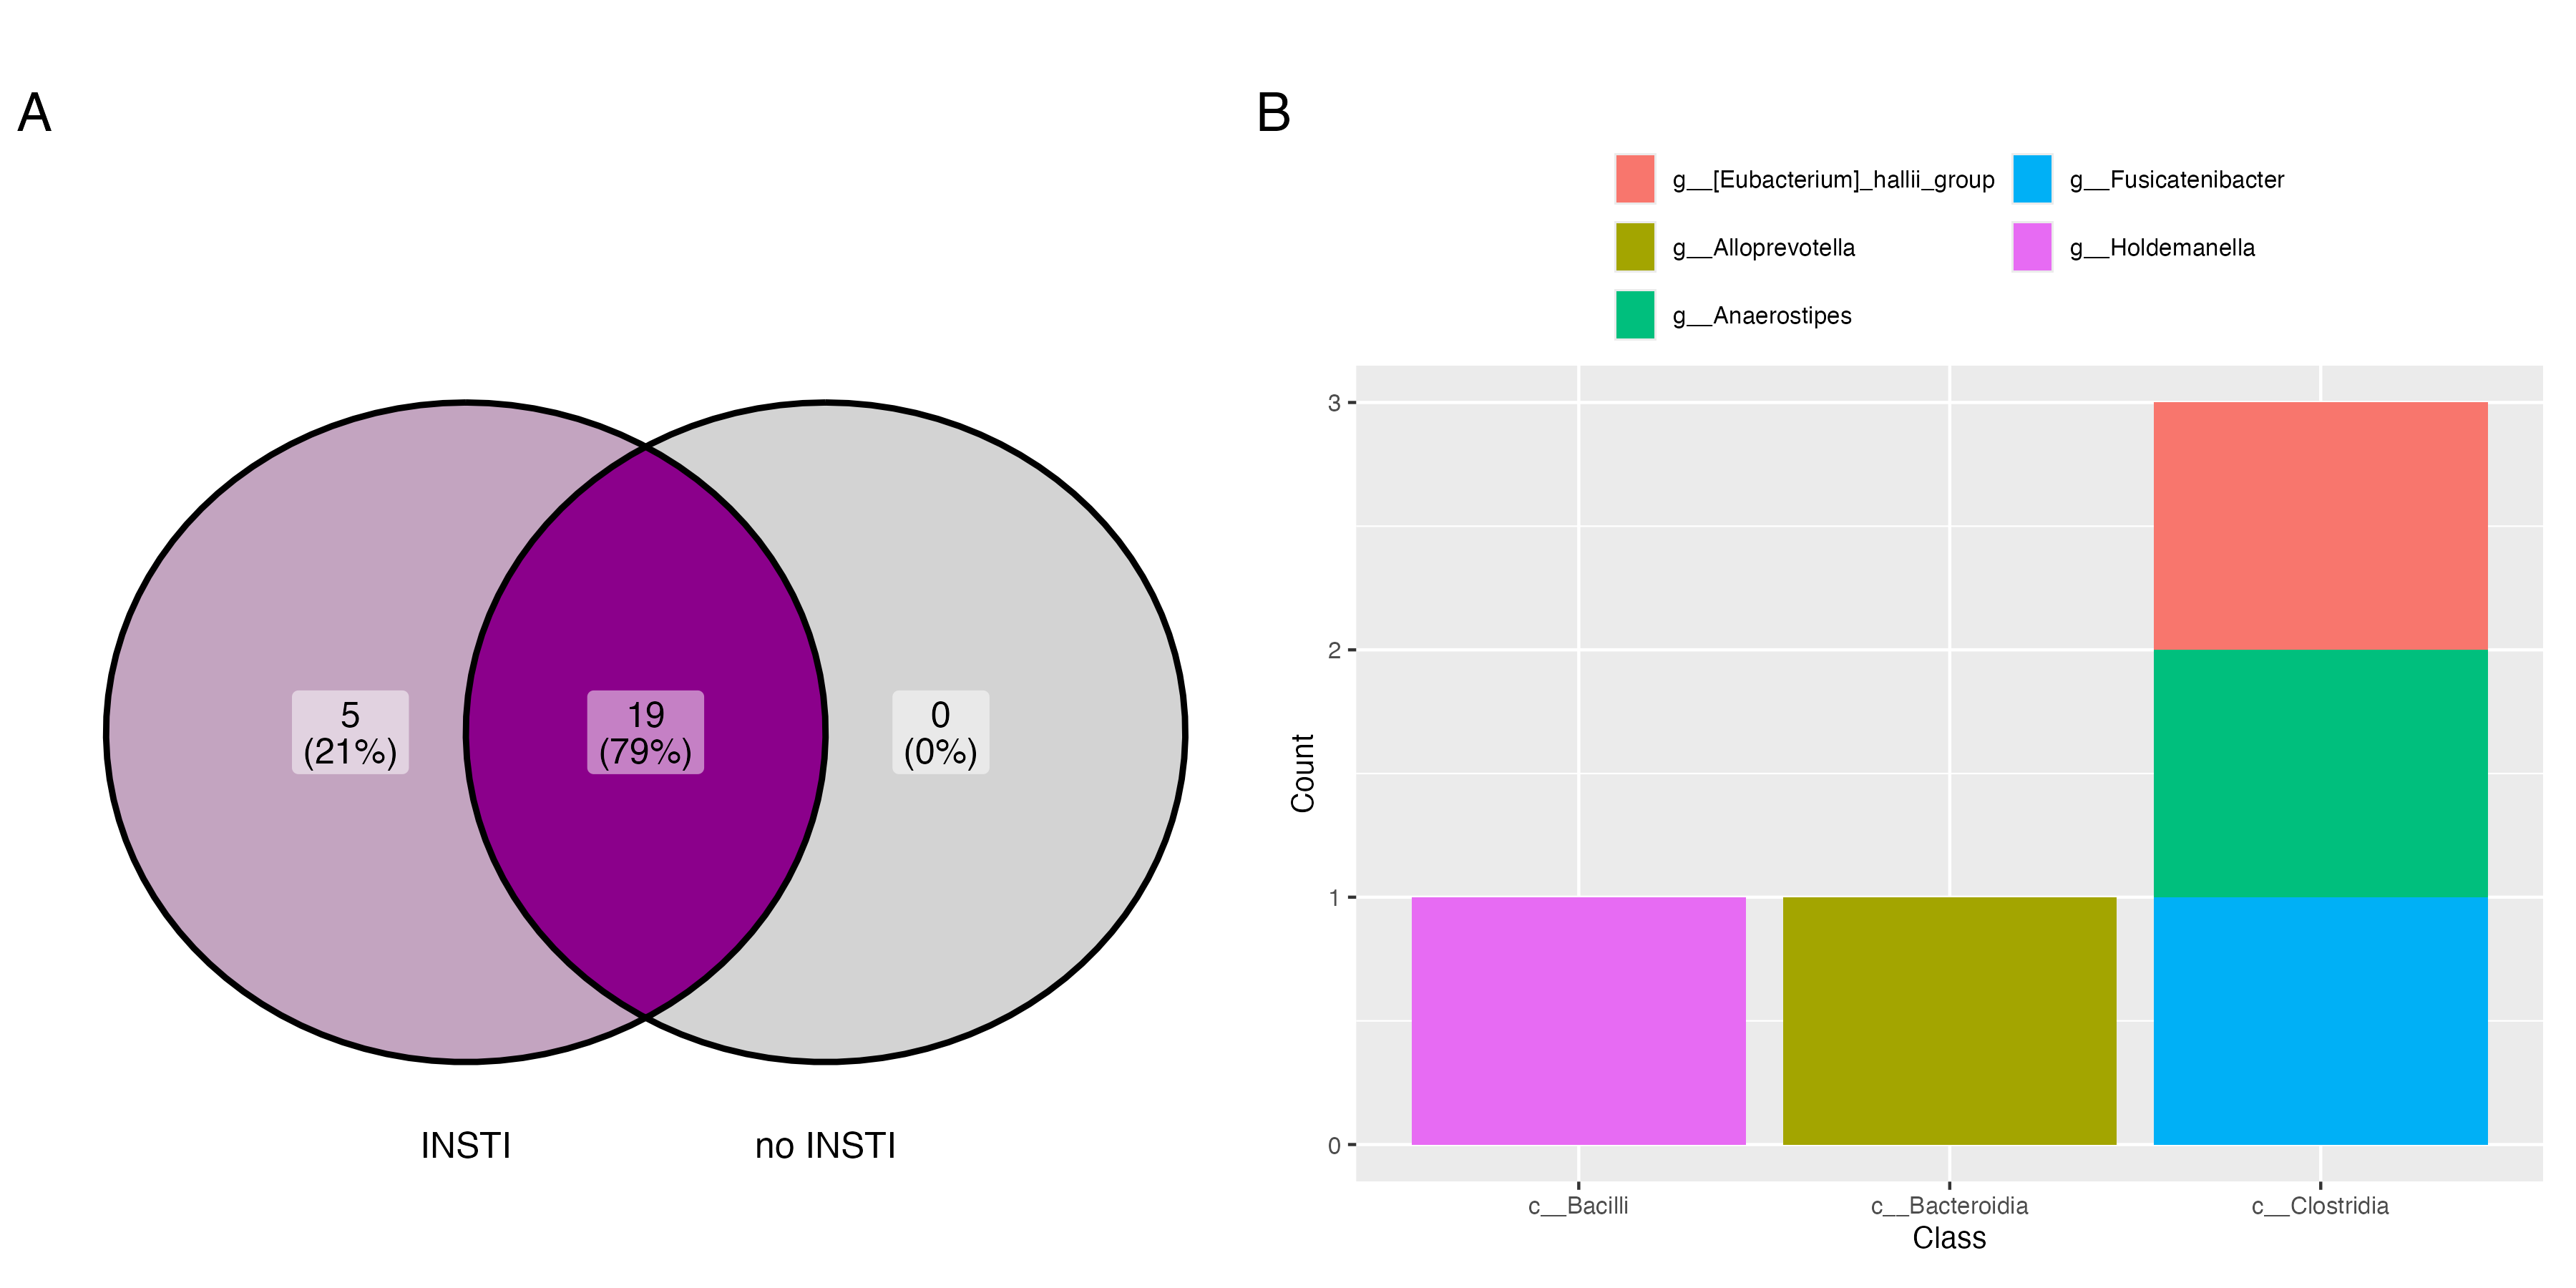 A
5
(21%)
19
(79%)
0
(0%)
INSTI
no INSTI
B
g__[Eubacterium]_hallii_group
g__Alloprevotella
g__Anaerostipes
g__Fusicatenibacter
g__Holdemanella
Count
3
2
1
0
c__Bacilli
c__Bacteroidia
c__Clostridia
Class